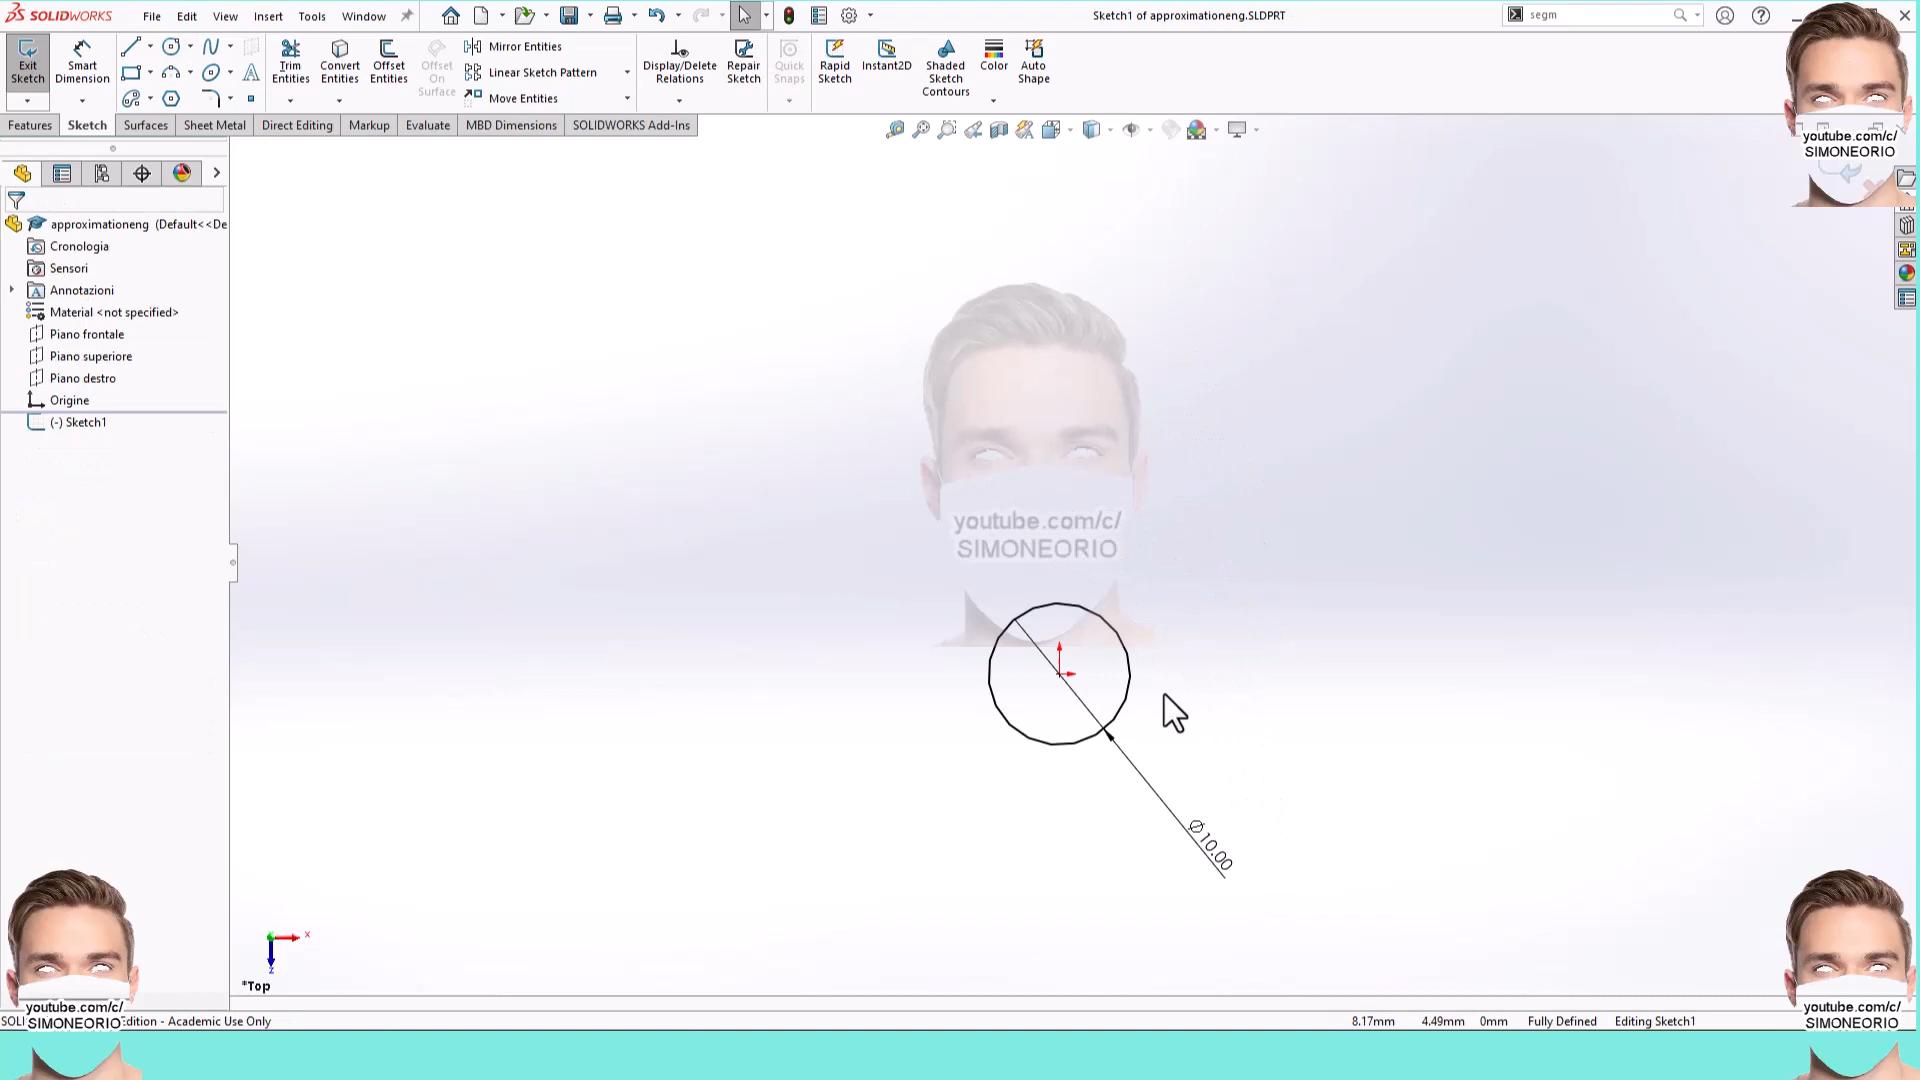 SOLIDWORKS File Edit View Insert Tools Window
Sketch1 of approximationeng.SLDPRT
segm
Exit Sketch
Smart Dimension
Trim Entities
Convert Entities
Offset Entities
Offset On Surface
Mirror Entities
Linear Sketch Pattern
Move Entities
Display/Delete Relations
Repair Sketch
Quick Snaps
Rapid Sketch
Instant2D
Shaded Sketch Contours
Color
Auto Shape
Features Sketch Surfaces Sheet Metal Direct Editing Markup Evaluate MBD Dimensions SOLIDWORKS Add-Ins
youtube.com/c/
SIMONEORIO
approximationeng (Default<<De
Cronologia
Sensori
Annotazioni
Material <not specified>
Piano frontale
Piano superiore
Piano destro
Origine
(-) Sketch1
youtube.com/c/
SIMONEORIO
Ø10.00
x
z
*Top
youtube.com/c/
SIMONEORIO
youtube.com/c/
SIMONEORIO
SOLI
Edition - Academic Use Only
8.17mm 4.49mm 0mm Fully Defined Editing Sketch1